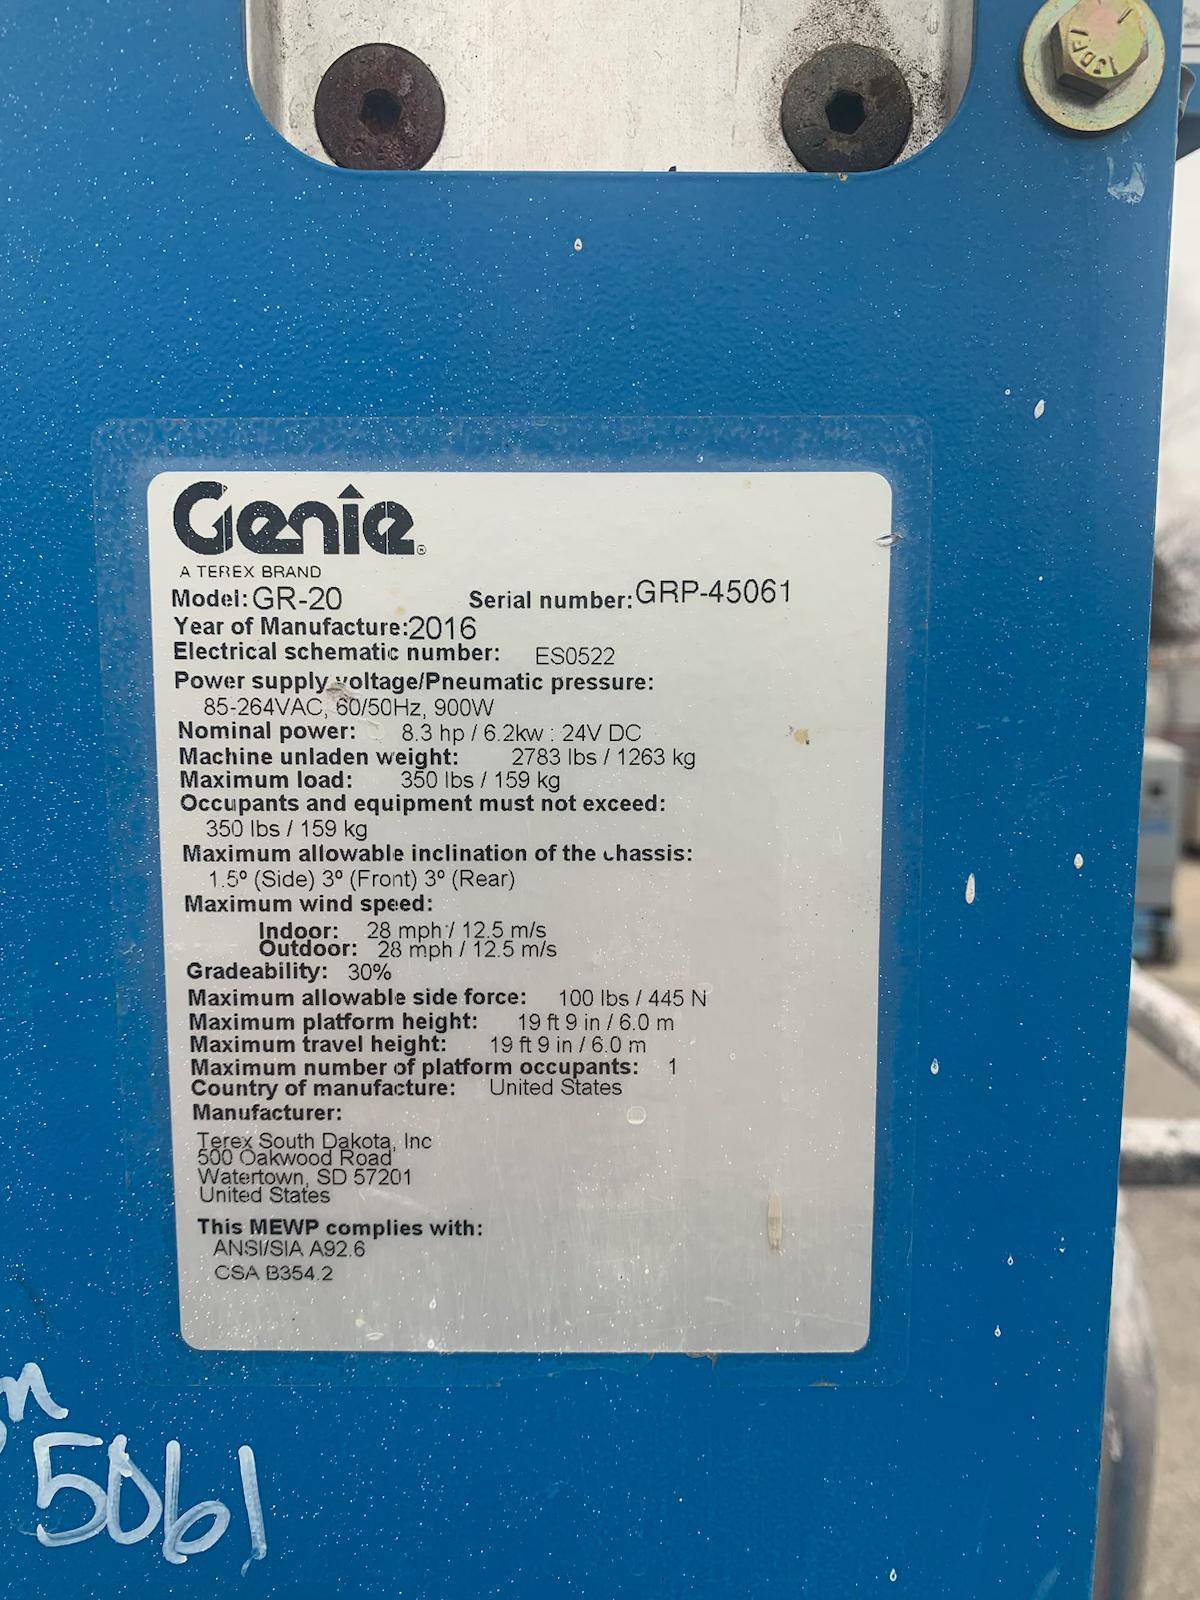 Genie®
A TEREX BRAND
Model: GR-20 Serial number: GRP-45061
Year of Manufacture: 2016
Electrical schematic number: ES0522
Power supply voltage/Pneumatic pressure:
85-264VAC, 60/50Hz, 900W
Nominal power: 8.3 hp / 6.2kw : 24V DC
Machine unladen weight: 2783 lbs / 1263 kg
Maximum load: 350 lbs / 159 kg
Occupants and equipment must not exceed:
350 lbs / 159 kg
Maximum allowable inclination of the chassis:
1.5º (Side) 3º (Front) 3º (Rear)
Maximum wind speed:
Indoor: 28 mph / 12.5 m/s
Outdoor: 28 mph / 12.5 m/s
Gradeability: 30%
Maximum allowable side force: 100 lbs / 445 N
Maximum platform height: 19 ft 9 in / 6.0 m
Maximum travel height: 19 ft 9 in / 6.0 m
Maximum number of platform occupants: 1
Country of manufacture: United States
Manufacturer:
Terex South Dakota, Inc
500 Oakwood Road
Watertown, SD 57201
United States
This MEWP complies with:
ANSI/SIA A92.6
CSA B354.2
5061